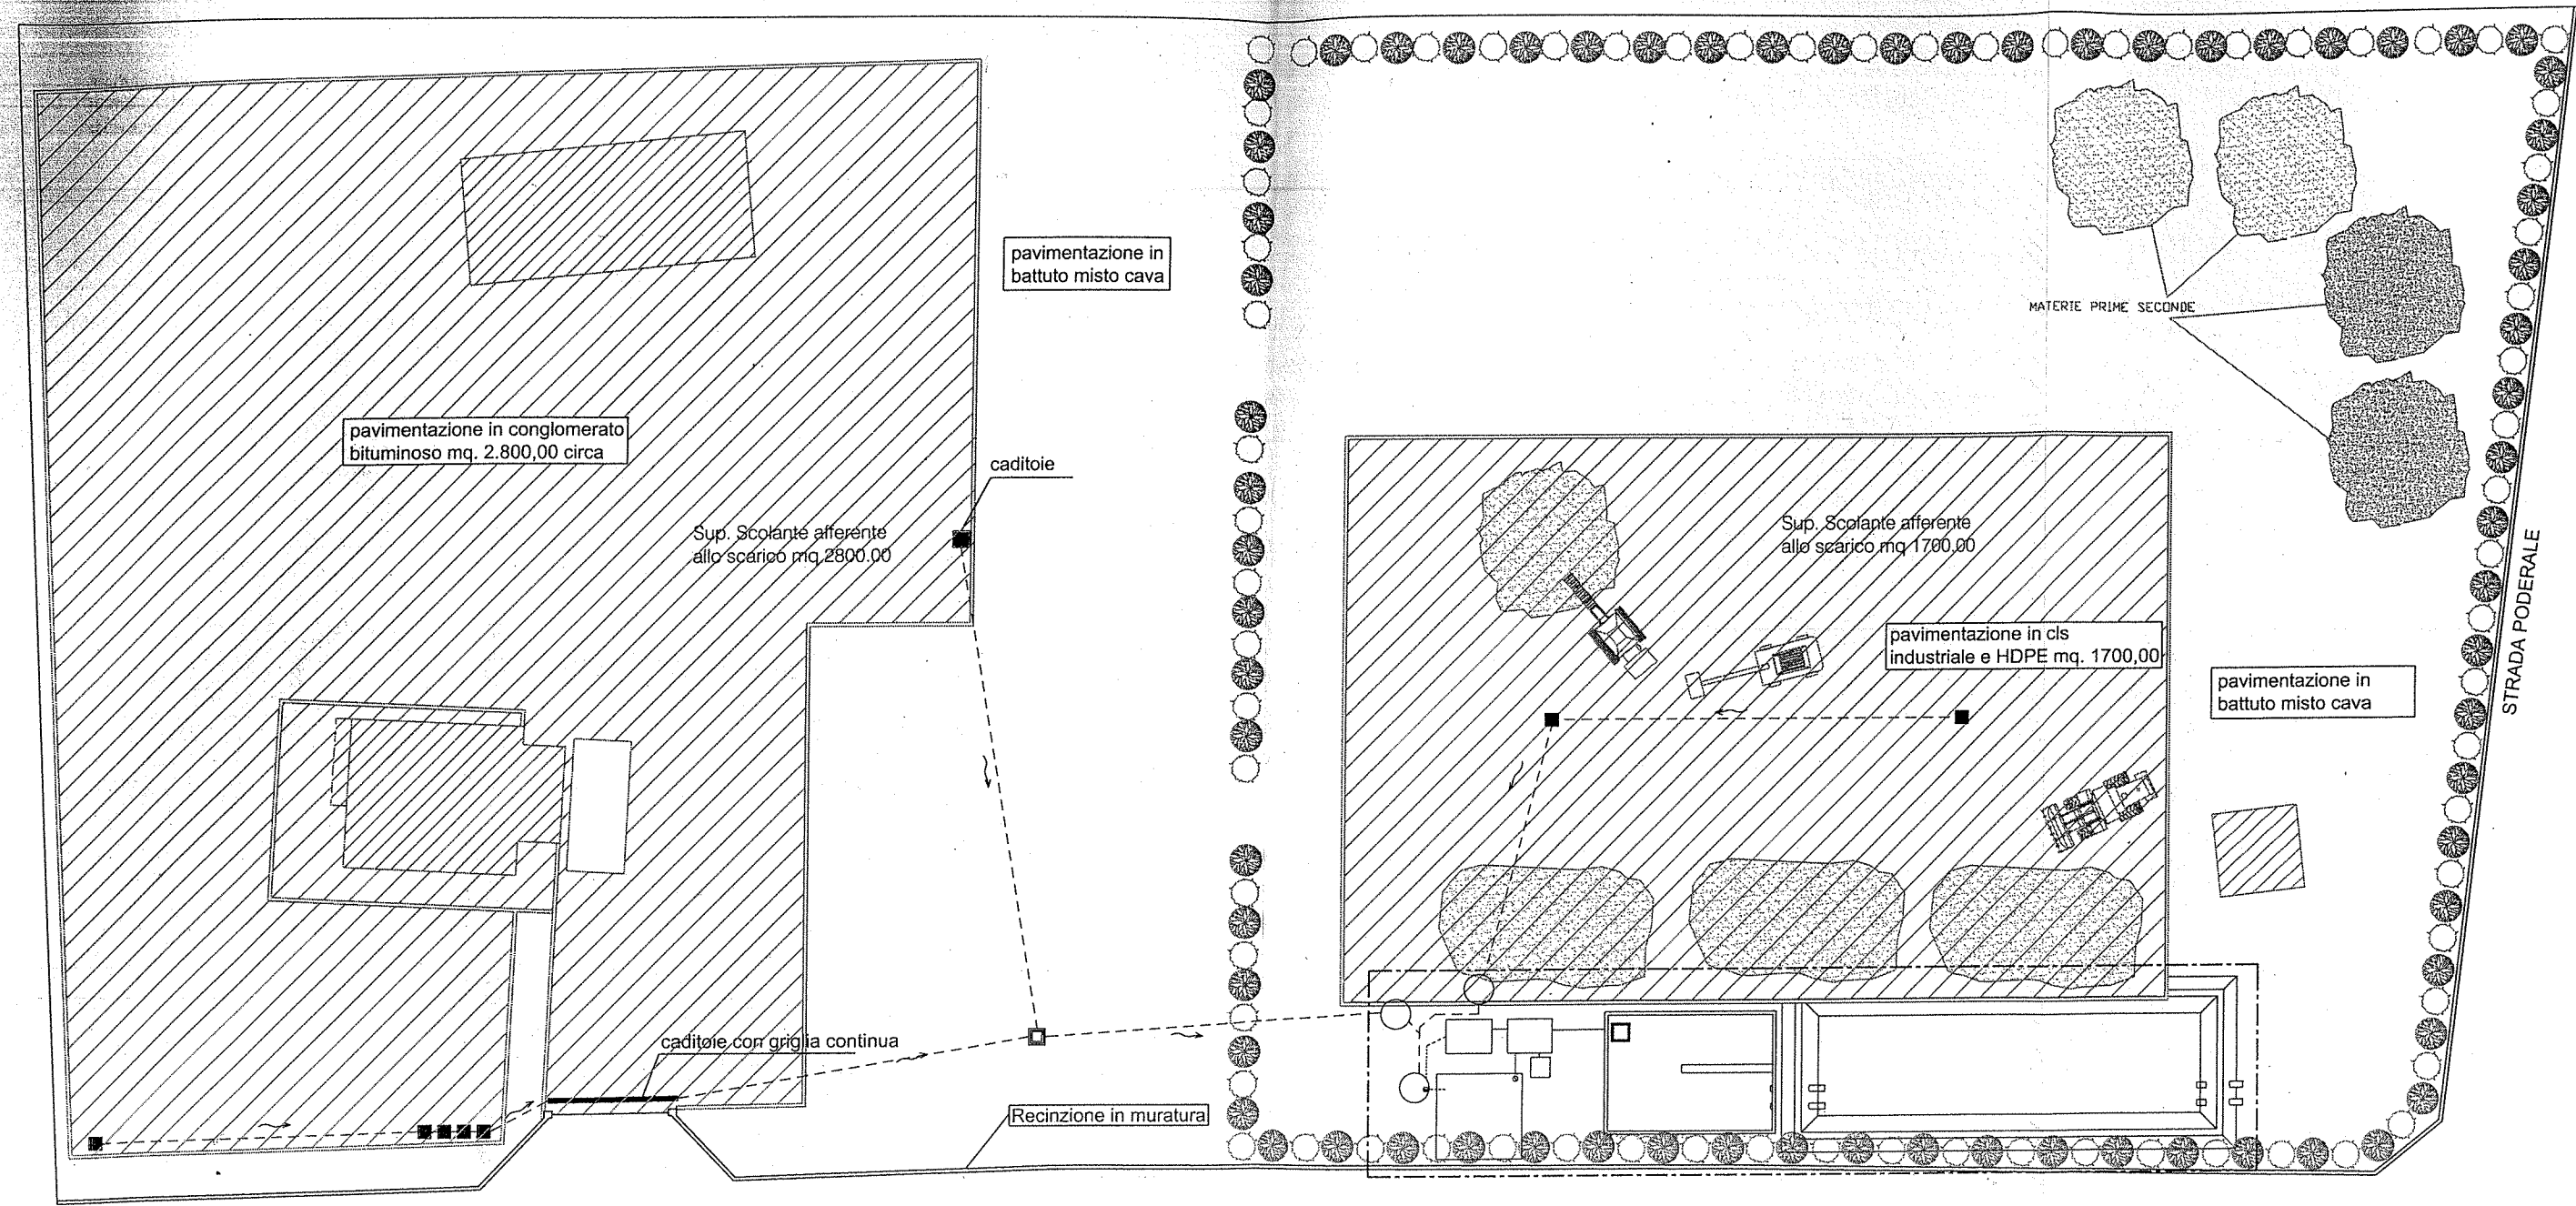 pavimentazione in
battuto misto cava
MATERIE PRIME SECONDE
pavimentazione in conglomerato
bituminoso mq. 2.800,00 circa
caditoie
Sup. Scolante afferente
allo scarico mq 2800.00
Sup. Scolante afferente
allo scarico mq 1700,00
pavimentazione in cls
industriale e HDPE mq. 1700,00
pavimentazione in
battuto misto cava
STRADA PODERALE
caditoie con griglia continua
Recinzione in muratura